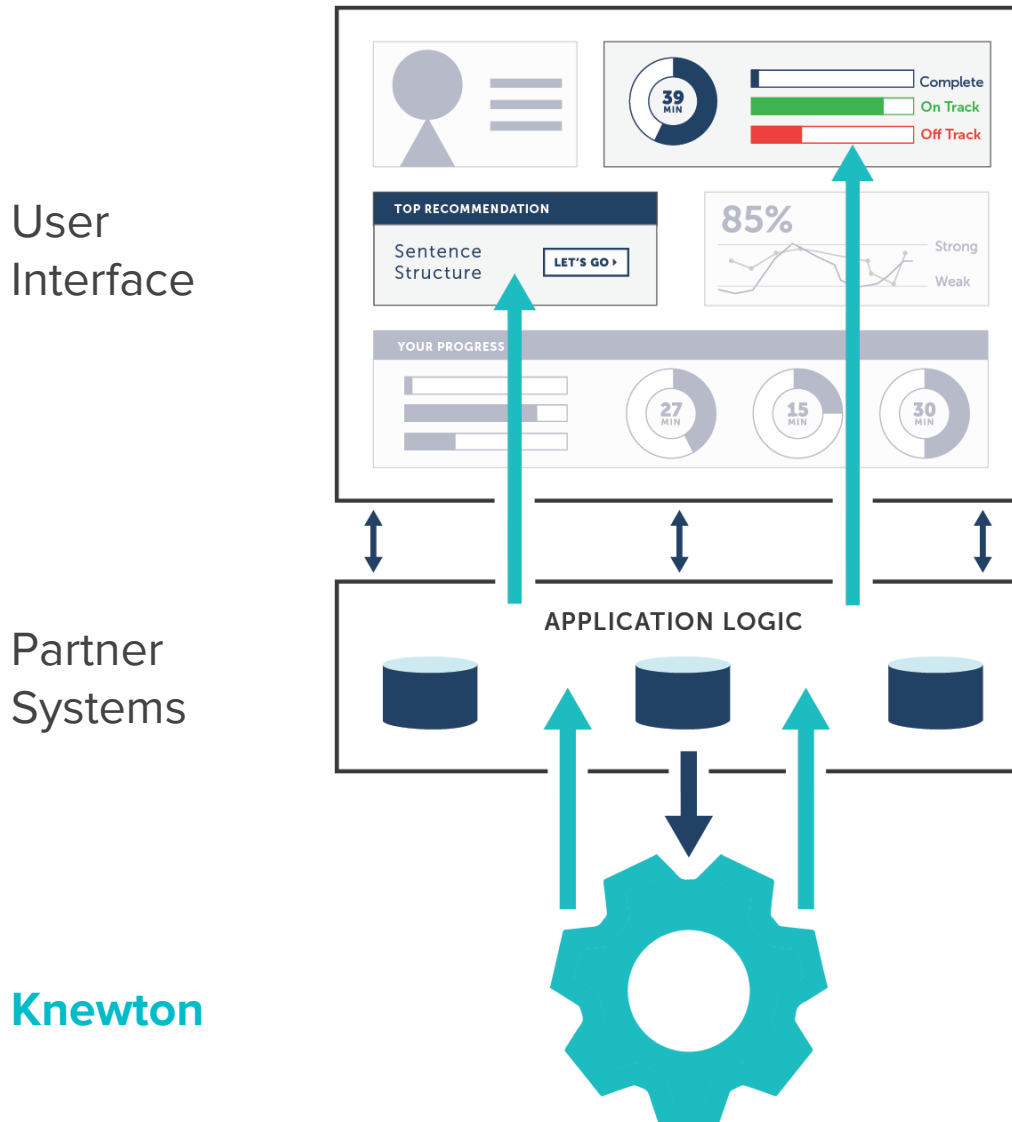 User
Interface
39
MIN
Complete
On Track
Off Track
TOP RECOMMENDATION
Sentence
Structure
LET'S GO
85%
Strong
Weak
YOUR PROGRESS
27
MIN
15
MIN
30
MIN
Partner
Systems
APPLICATION LOGIC
Knewton